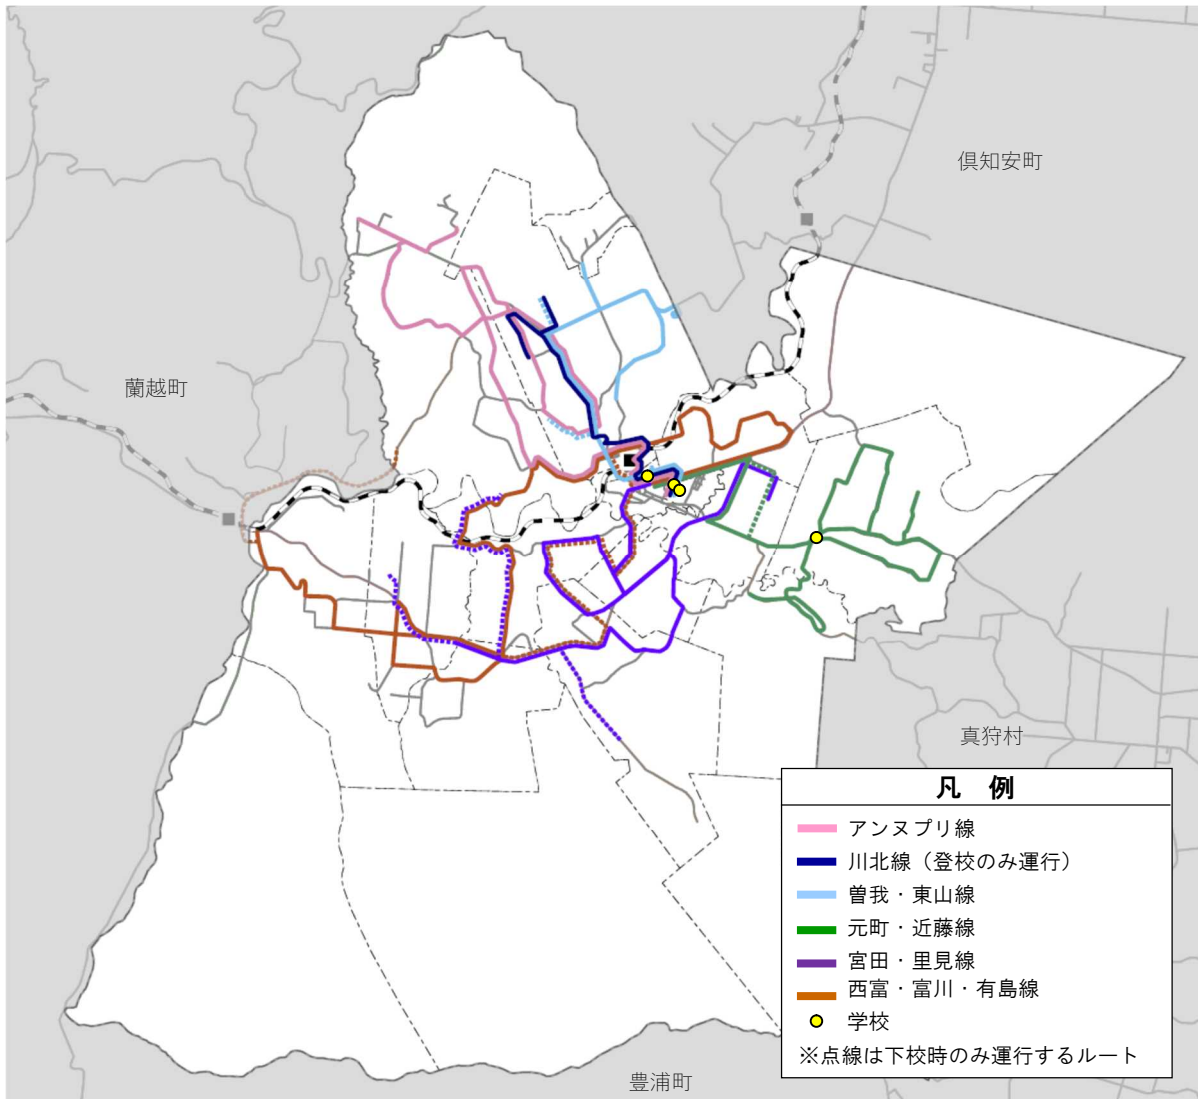 倶知安町
蘭越町
真狩村
凡 例
アンヌプリ線
川北線（登校のみ運行）
曽我・東山線
元町・近藤線
宮田・里見線
西富・富川・有島線
学校
※点線は下校時のみ運行するルート
豊浦町